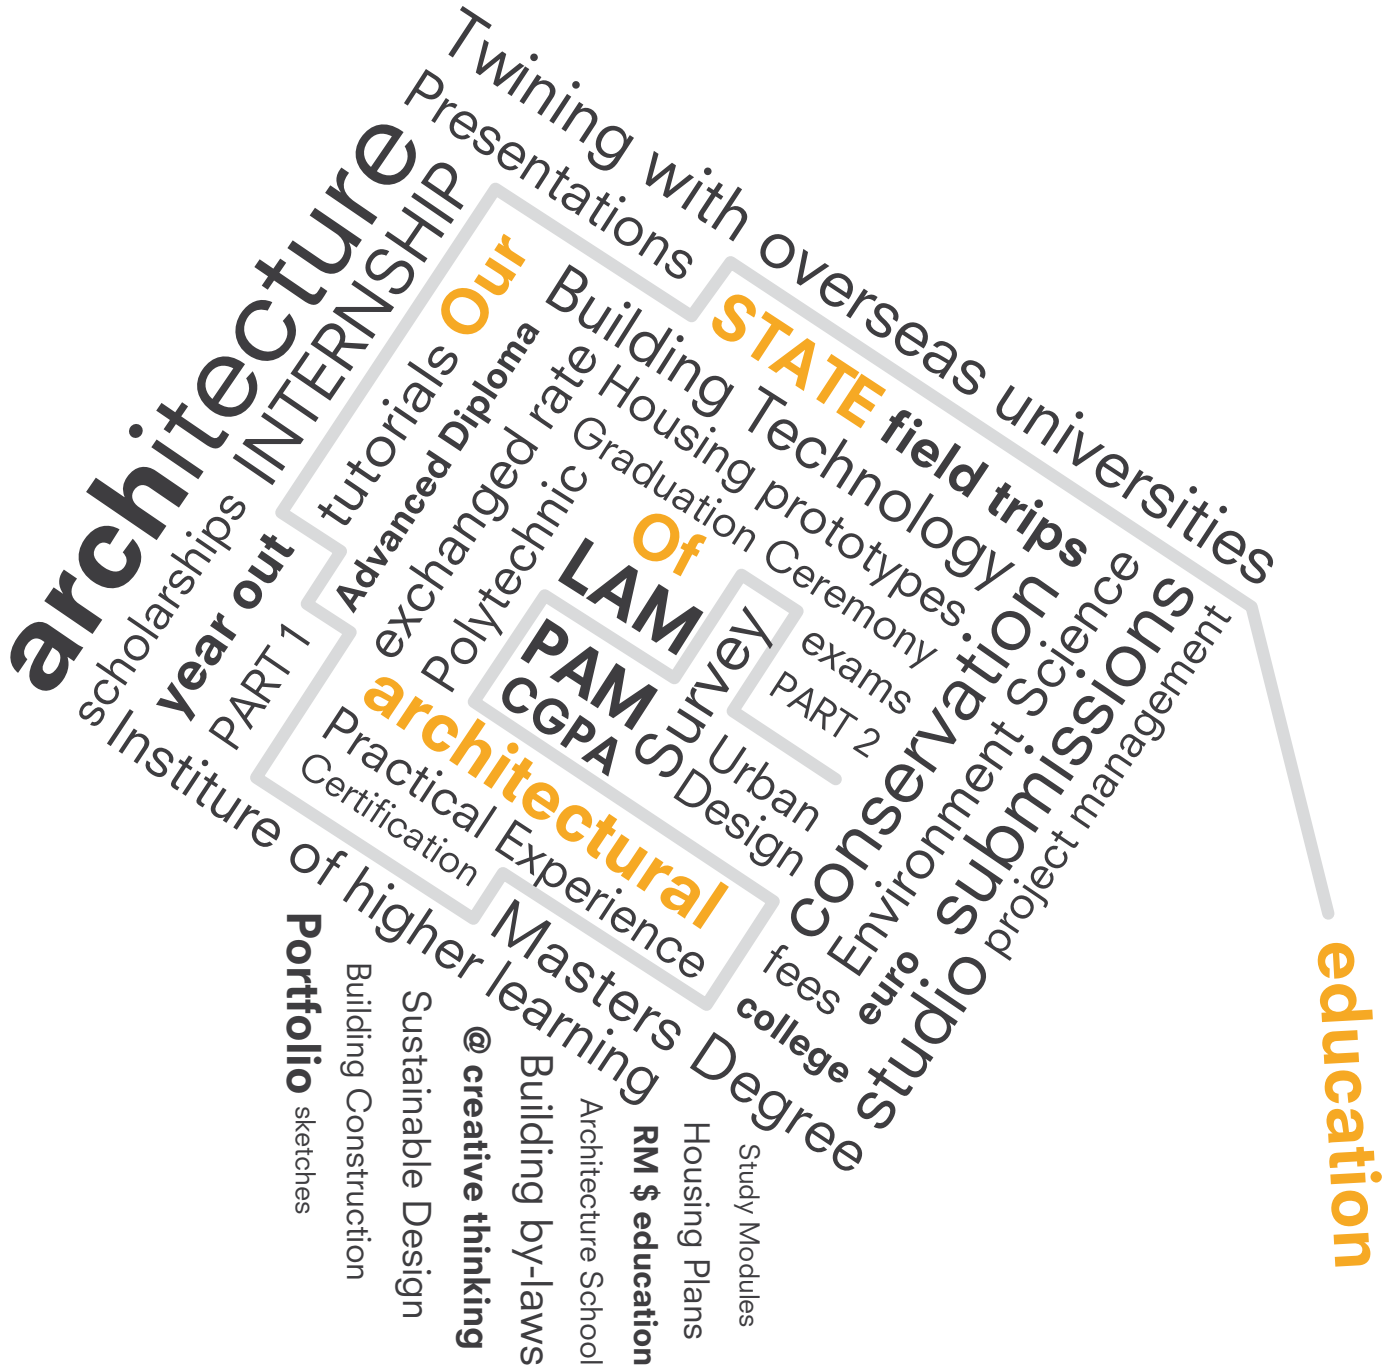 Twining with overseas universities
Presentations
architecture
INTERNSHIP
scholarships
year out
PART 1
Our
tutorials
Advanced Diploma
exchanged rate
Polytechnic
STATE
field trips
Building Technology
Housing prototypes
Graduation Ceremony
Of
LAM
PAM
CGPA
Survey
exams
PART 2
Urban
Design
architectural
Practical Experience
Certification
conservation
Environment Science
submissions
project management
studio
euro
fees
college
Masters Degree
Institure of higher learning
Portfolio
sketches
Building Construction
Sustainable Design
@ creative thinking
Building by-laws
Architecture School
RM $ education
Housing Plans
Study Modules
education